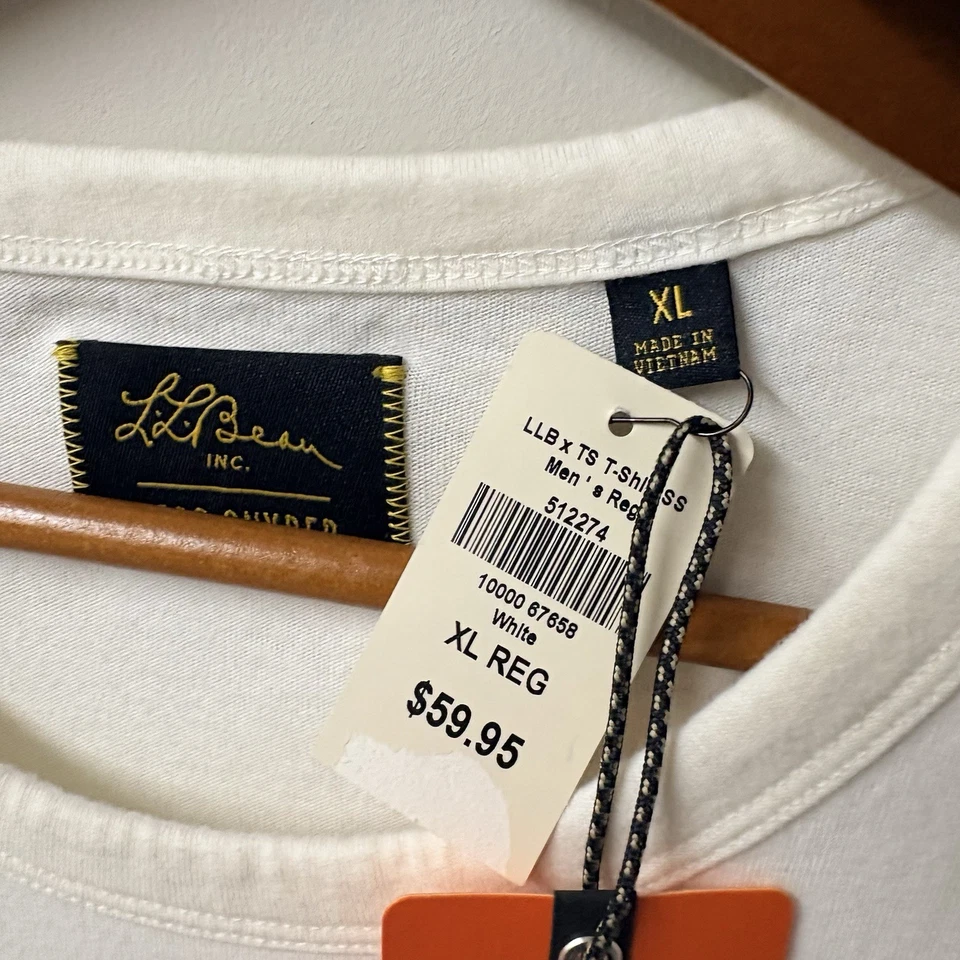 L.L.Bean
INC.
XL
MADE IN
VIETNAM
LLB x TS T-Shi SS
Men's Reg
512274
10000 67658
White
XL REG
$59.95